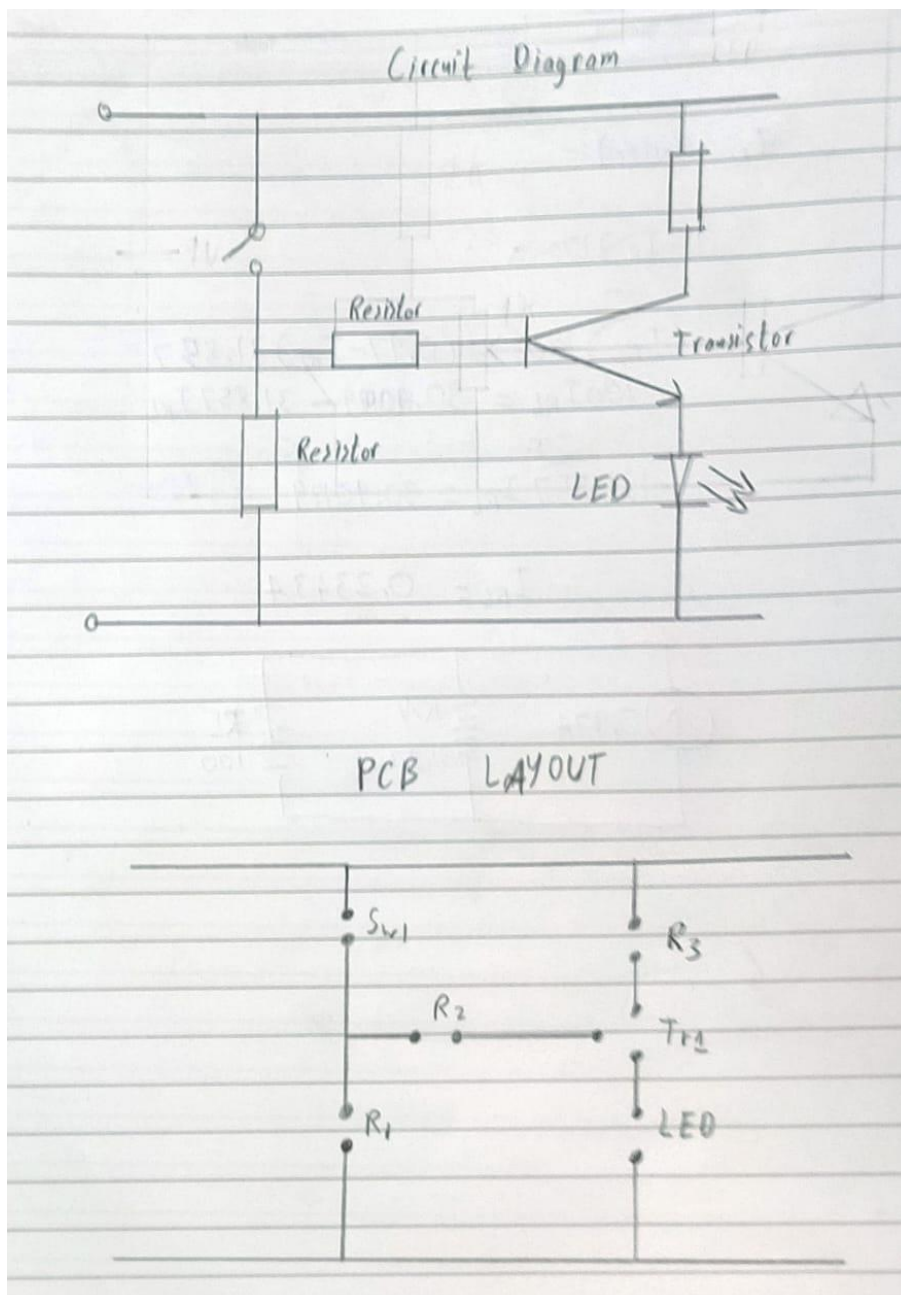 Circuit Diagram
Resistor
Transistor
Resistor
LED
PCB LAYOUT
Sw1
R3
R2
Tr1
R1
LED